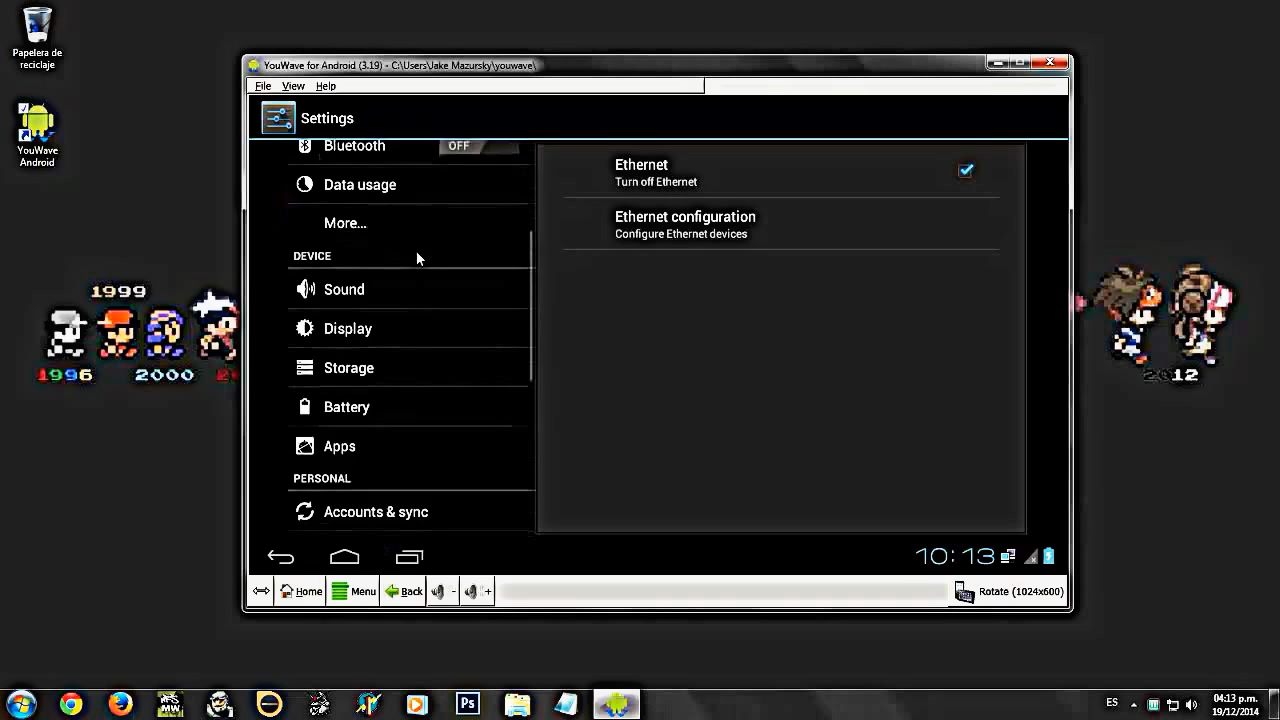 Papelera de
reciclaje
YouWave
Android
YouWave for Android (3.19) - C:\Users\Jake Mazursky\youwave\
File View Help
Settings
Bluetooth OFF
Data usage
More...
DEVICE
Sound
Display
Storage
Battery
Apps
PERSONAL
Accounts & sync
Ethernet
Turn off Ethernet
Ethernet configuration
Configure Ethernet devices
10:13
Home Menu Back - +
Rotate (1024x600)
1999
1996
2000
2012
MW
Ps
ES
04:13 p.m.
19/12/2014